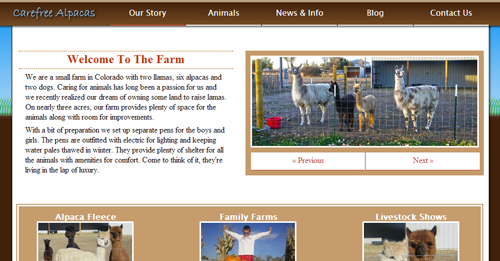 Carefree Alpacas
Our Story
Animals
News & Info
Blog
Contact Us
Welcome To The Farm
We are a small farm in Colorado with two llamas, six alpacas and
two dogs. Caring for animals has long been a passion for us and
we recently realized our dream of owning some land to raise lamas.
On nearly three acres, our farm provides plenty of space for the
animals along with room for improvements.
With a bit of preparation we set up separate pens for the boys and
girls. The pens are outfitted with electric for lighting and keeping
water pales thawed in winter. They provide plenty of shelter for all
the animals with amenities for comfort. Come to think of it, they're
living in the lap of luxury.
« Previous
Next »
Alpaca Fleece
Family Farms
Livestock Shows